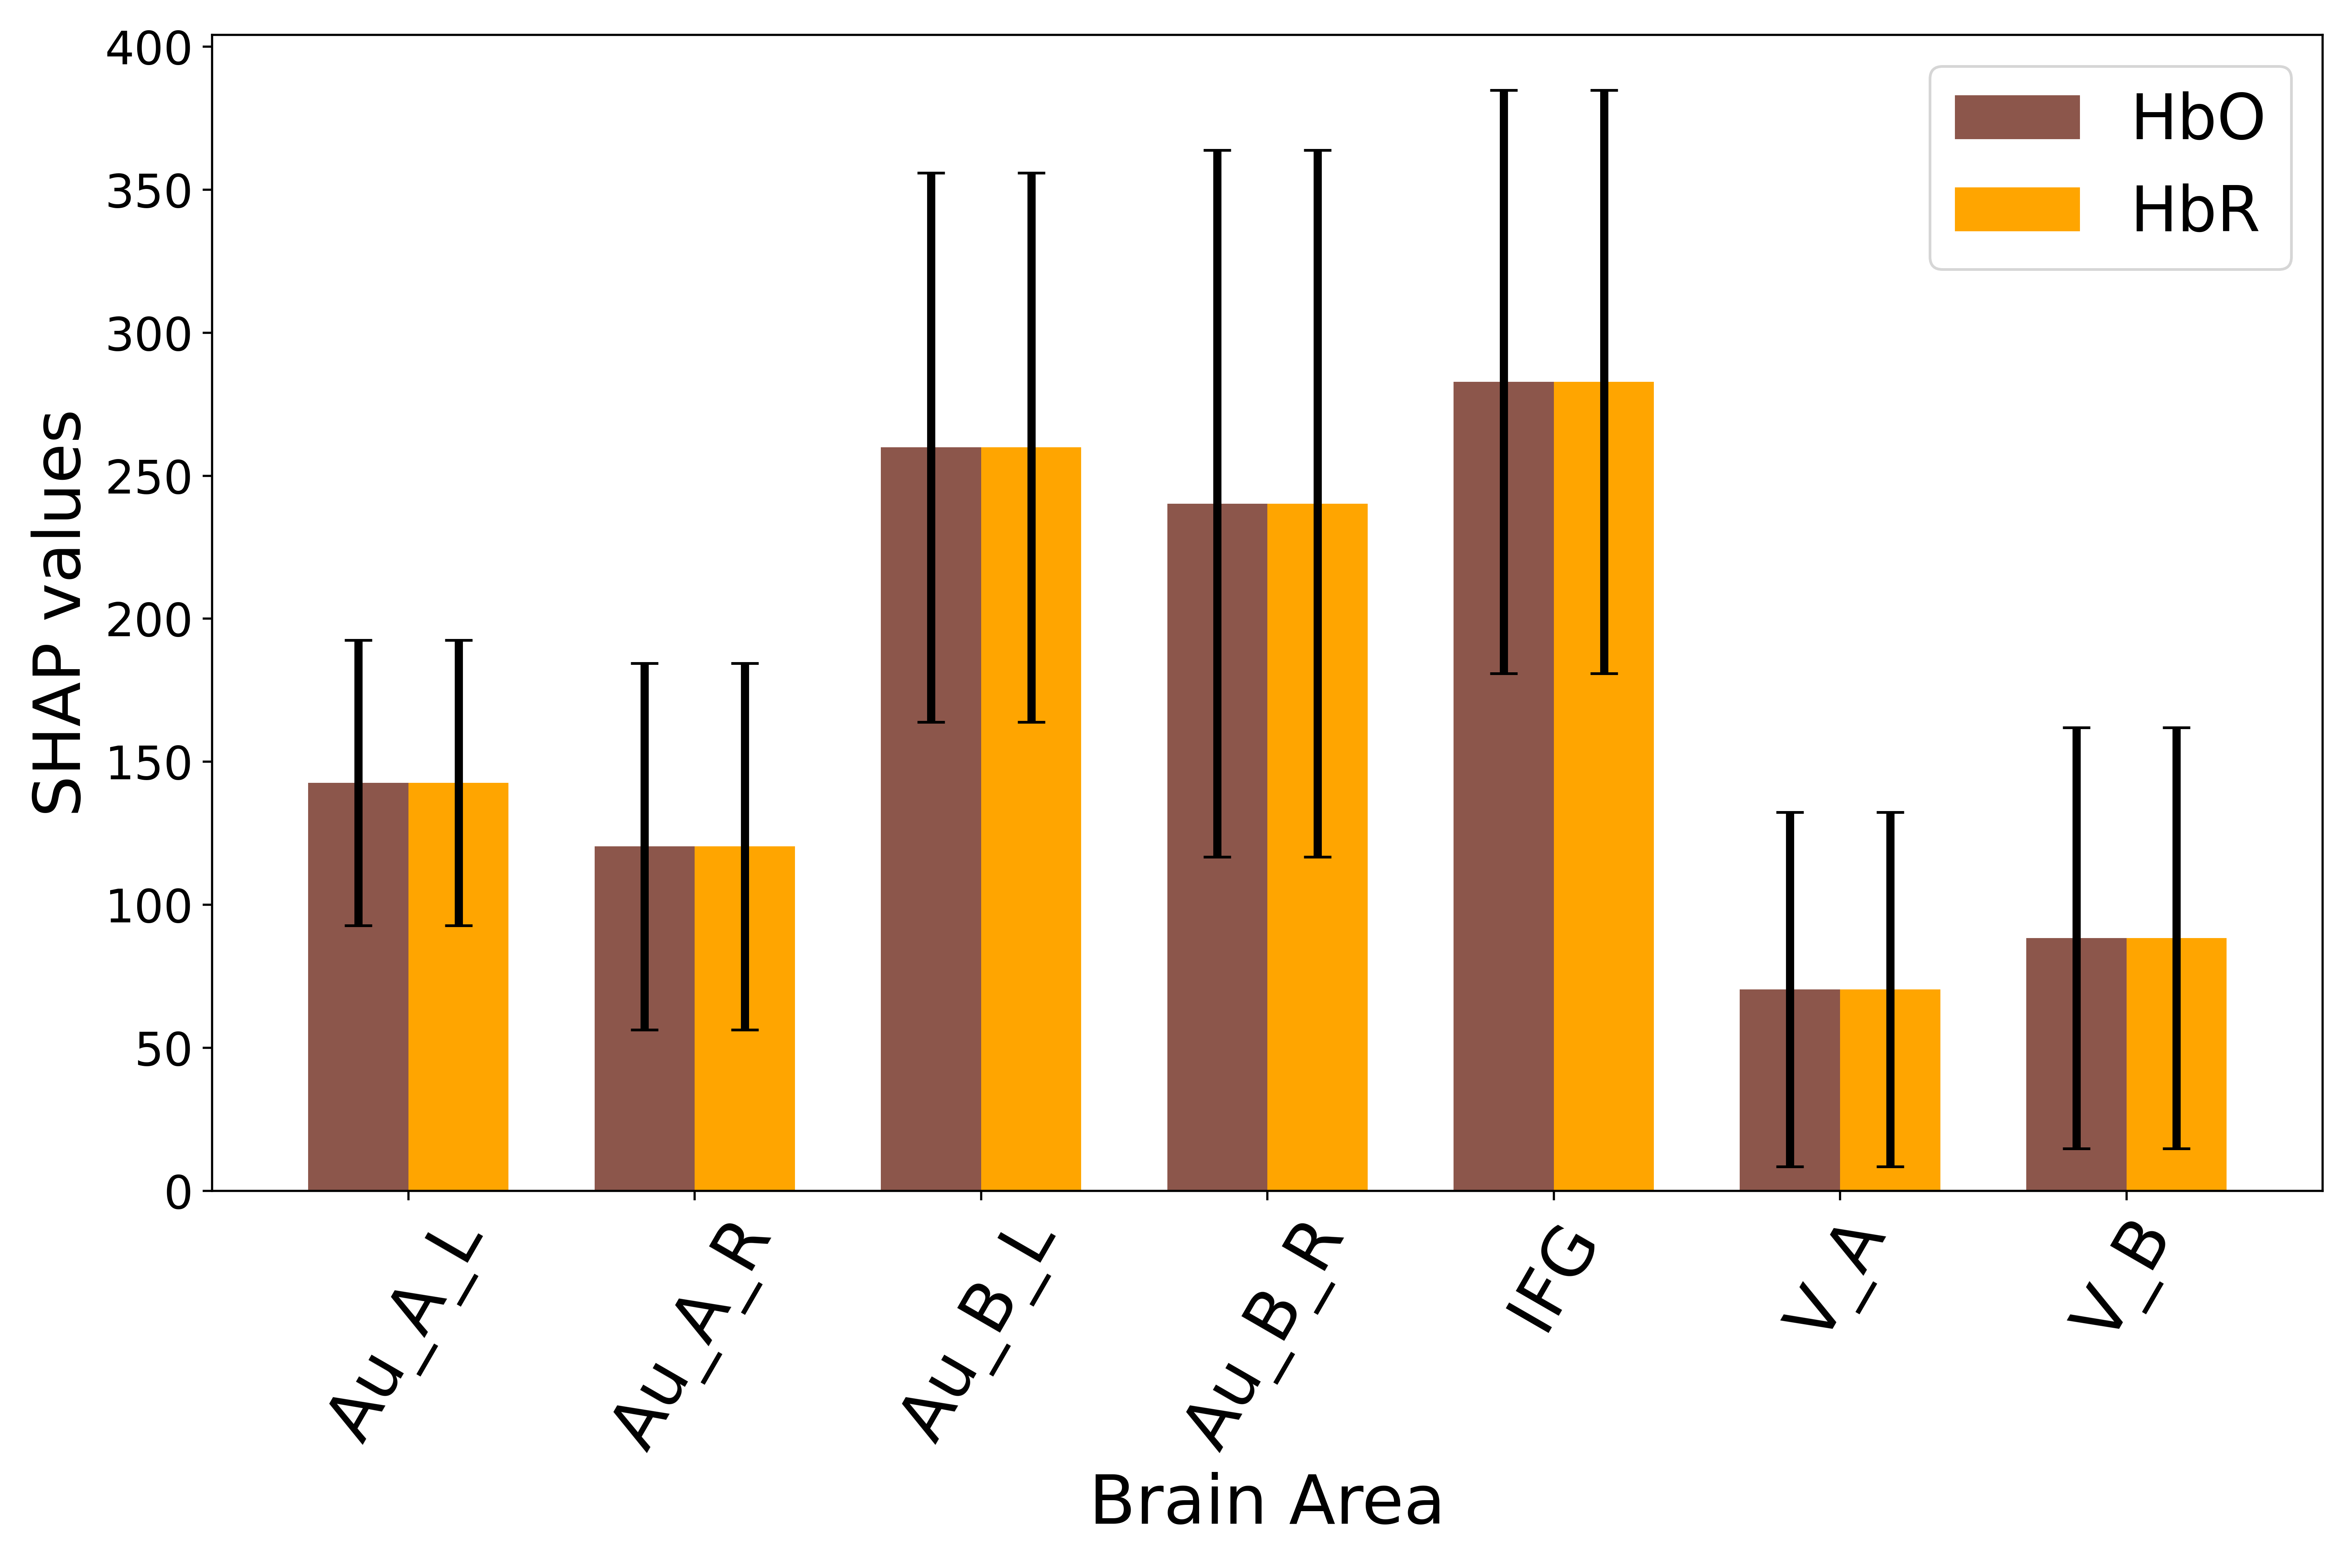 400
350
300
250
200
150
100
50
0
SHAP values
HbO
HbR
Au_A_L
Au_A_R
Au_B_L
Au_B_R
IFG
V_A
V_B
Brain Area